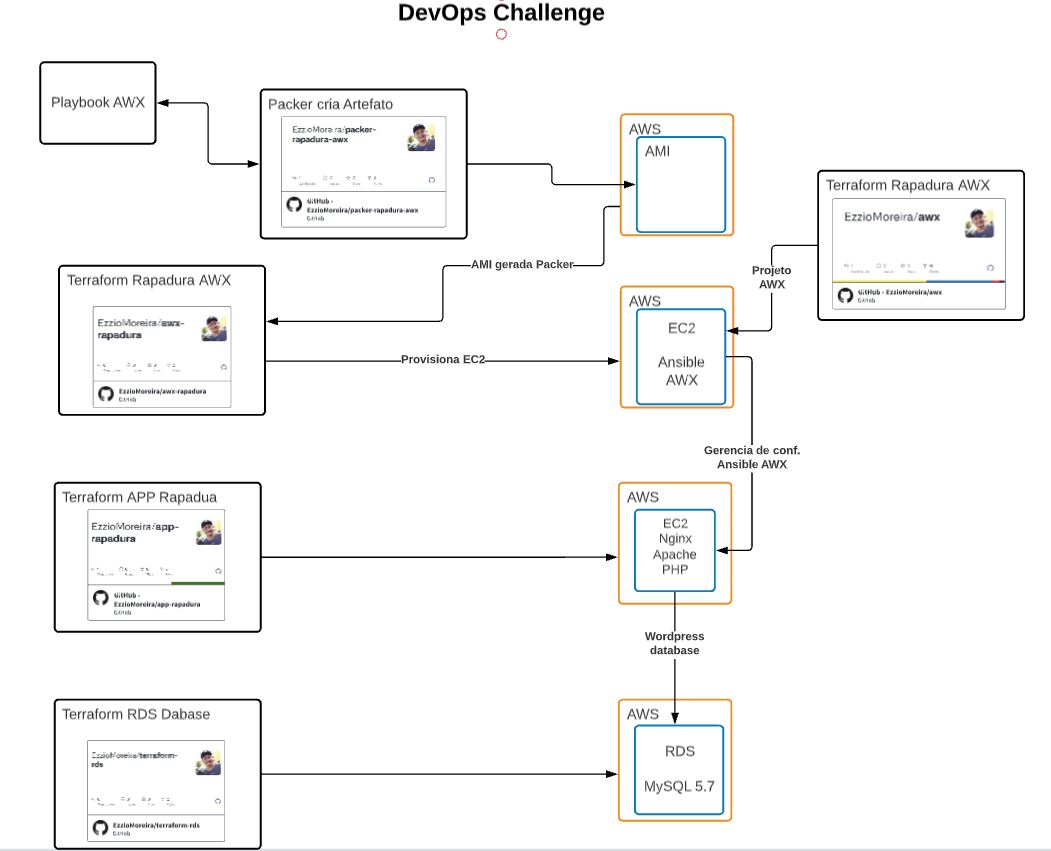 DevOps Challenge
Playbook AWX
Packer cria Artefato
EzzioMoreira/packer-
rapadura-awx
GitHub -
EzzioMoreira/packer-rapadura-awx
GitHub
AWS
AMI
Terraform Rapadura AWX
EzzioMoreira/awx
GitHub - EzzioMoreira/awx
GitHub
AMI gerada Packer
Projeto
AWX
Terraform Rapadura AWX
EzzioMoreira/awx-
rapadura
EzzioMoreira/awx-rapadura
GitHub
Provisiona EC2
AWS
EC2
Ansible
AWX
Gerencia de conf.
Ansible AWX
Terraform APP Rapadua
EzzioMoreira/app-
rapadura
GitHub -
EzzioMoreira/app-rapadura
GitHub
AWS
EC2
Nginx
Apache
PHP
Wordpress
database
Terraform RDS Dabase
EzzioMoreira/terraform-
rds
EzzioMoreira/terraform-rds
GitHub
AWS
RDS
MySQL 5.7